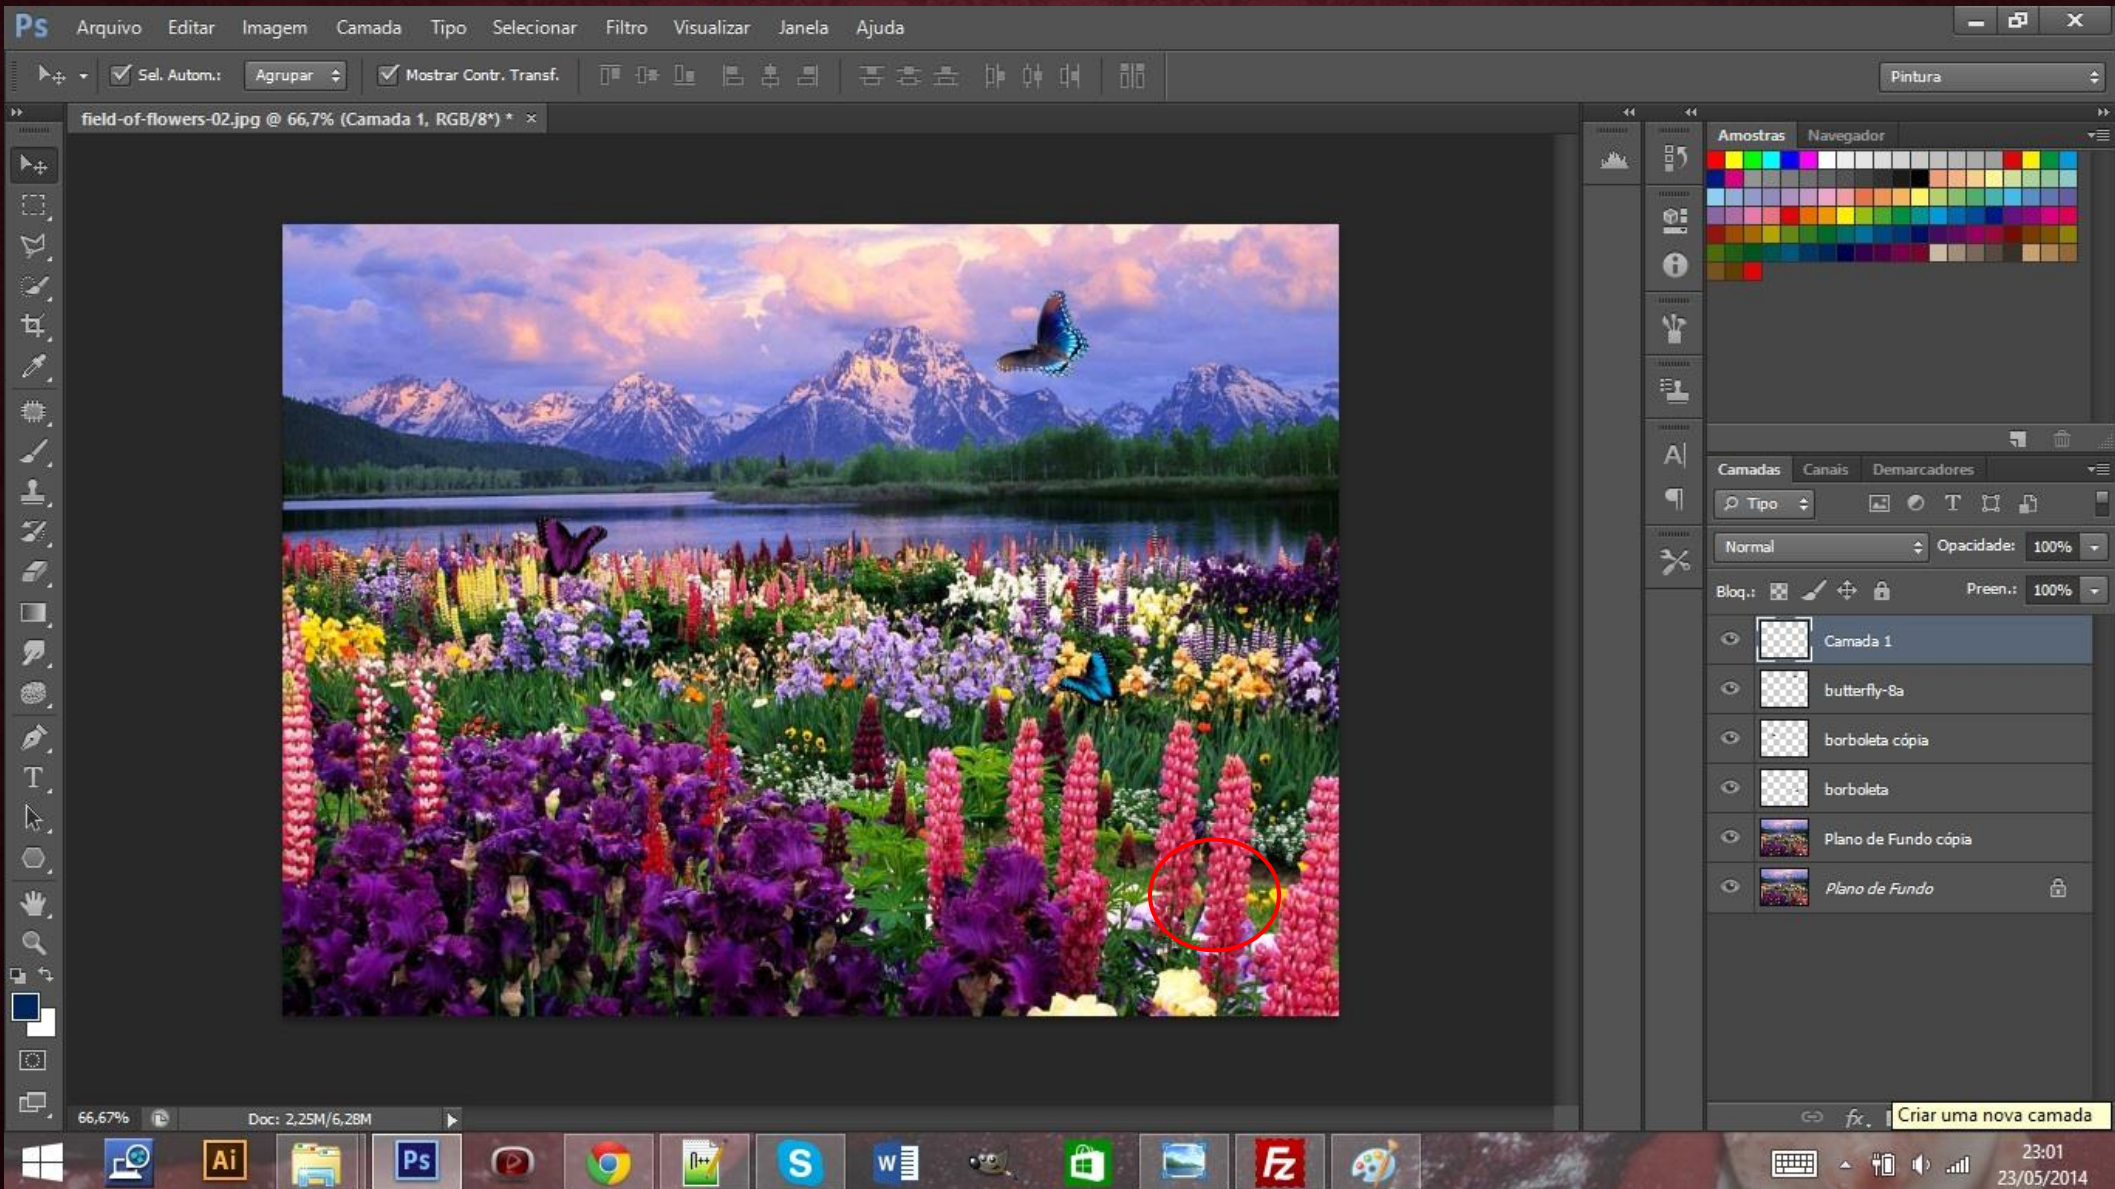 Ps Arquivo Editar Imagem Camada Tipo Selecionar Filtro Visualizar Janela Ajuda
Sel. Autom.: Agrupar Mostrar Contr. Transf. Pintura
field-of-flowers-02.jpg @ 66,7% (Camada 1, RGB/8*) * ×
Amostras Navegador
Camadas Canais Demarcadores
Tipo
Normal Opacidade: 100%
Bloq.: Preen.: 100%
Camada 1
butterfly-8a
borboleta cópia
borboleta
Plano de Fundo cópia
Plano de Fundo
66,67% Doc: 2,25M/6,28M
fx.
Criar uma nova camada
Ai Ps S W Fz
23:01
23/05/2014